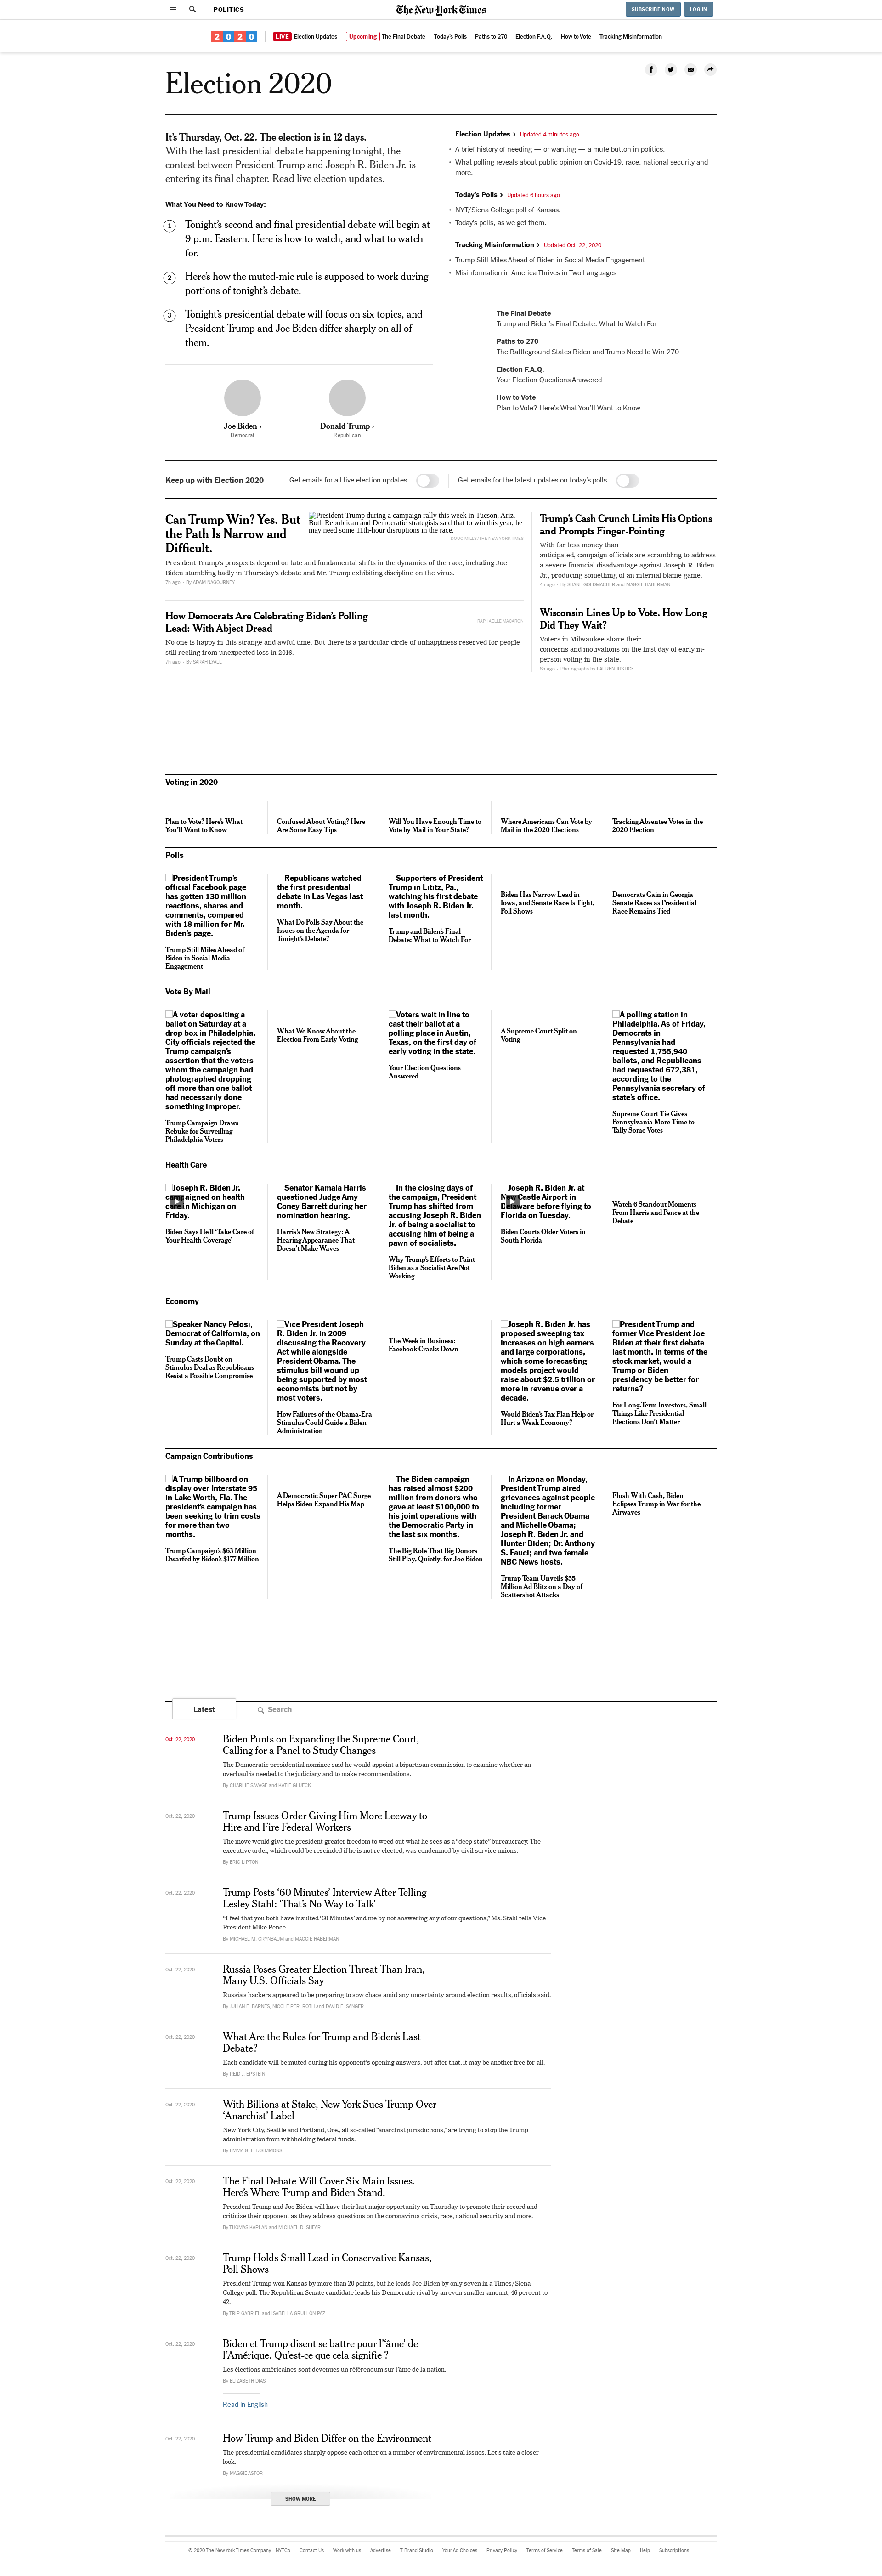 POLITICS
The New York Times
SUBSCRIBE NOW
LOG IN
2020
LIVE Election Updates
Upcoming The Final Debate
Today's Polls
Paths to 270
Election F.A.Q.
How to Vote
Tracking Misinformation
Election 2020
It's Thursday, Oct. 22. The election is in 12 days.
With the last presidential debate happening tonight, the
contest between President Trump and Joseph R. Biden Jr. is
entering its final chapter. Read live election updates.
What You Need to Know Today:
1 Tonight's second and final presidential debate will begin at
9 p.m. Eastern. Here is how to watch, and what to watch
for.
2 Here's how the muted-mic rule is supposed to work during
portions of tonight's debate.
3 Tonight's presidential debate will focus on six topics, and
President Trump and Joe Biden differ sharply on all of
them.
Joe Biden ›
Democrat
Donald Trump ›
Republican
Election Updates › Updated 4 minutes ago
• A brief history of needing — or wanting — a mute button in politics.
• What polling reveals about public opinion on Covid-19, race, national security and
more.
Today's Polls › Updated 6 hours ago
• NYT/Siena College poll of Kansas.
• Today's polls, as we get them.
Tracking Misinformation › Updated Oct. 22, 2020
• Trump Still Miles Ahead of Biden in Social Media Engagement
• Misinformation in America Thrives in Two Languages
The Final Debate
Trump and Biden's Final Debate: What to Watch For
Paths to 270
The Battleground States Biden and Trump Need to Win 270
Election F.A.Q.
Your Election Questions Answered
How to Vote
Plan to Vote? Here's What You'll Want to Know
Keep up with Election 2020
Get emails for all live election updates
Get emails for the latest updates on today's polls
Can Trump Win? Yes. But
the Path Is Narrow and
Difficult.
President Trump during a campaign rally this week in Tucson, Ariz.
Both Republican and Democratic strategists said that to win this year, he
may need some 11th-hour disruptions in the race.
DOUG MILLS/THE NEW YORK TIMES
President Trump's prospects depend on late and fundamental shifts in the dynamics of the race, including Joe
Biden stumbling badly in Thursday's debate and Mr. Trump exhibiting discipline on the virus.
7h ago - By ADAM NAGOURNEY
How Democrats Are Celebrating Biden's Polling
Lead: With Abject Dread
RAPHAELLE MACARON
No one is happy in this strange and awful time. But there is a particular circle of unhappiness reserved for people
still reeling from unexpected loss in 2016.
7h ago - By SARAH LYALL
Trump's Cash Crunch Limits His Options
and Prompts Finger-Pointing
With far less money than
anticipated, campaign officials are scrambling to address
a severe financial disadvantage against Joseph R. Biden
Jr., producing something of an internal blame game.
4h ago - By SHANE GOLDMACHER and MAGGIE HABERMAN
Wisconsin Lines Up to Vote. How Long
Did They Wait?
Voters in Milwaukee share their
concerns and motivations on the first day of early in-
person voting in the state.
8h ago - Photographs by LAUREN JUSTICE
Voting in 2020
Plan to Vote? Here's What
You'll Want to Know
Confused About Voting? Here
Are Some Easy Tips
Will You Have Enough Time to
Vote by Mail in Your State?
Where Americans Can Vote by
Mail in the 2020 Elections
Tracking Absentee Votes in the
2020 Election
Polls
President Trump's
official Facebook page
has gotten 130 million
reactions, shares and
comments, compared
with 18 million for Mr.
Biden's page.
Trump Still Miles Ahead of
Biden in Social Media
Engagement
Republicans watched
the first presidential
debate in Las Vegas last
month.
What Do Polls Say About the
Issues on the Agenda for
Tonight's Debate?
Supporters of President
Trump in Lititz, Pa.,
watching his first debate
with Joseph R. Biden Jr.
last month.
Trump and Biden's Final
Debate: What to Watch For
Biden Has Narrow Lead in
Iowa, and Senate Race Is Tight,
Poll Shows
Democrats Gain in Georgia
Senate Races as Presidential
Race Remains Tied
Vote By Mail
A voter depositing a
ballot on Saturday at a
drop box in Philadelphia.
City officials rejected the
Trump campaign's
assertion that the voters
whom the campaign had
photographed dropping
off more than one ballot
had necessarily done
something improper.
Trump Campaign Draws
Rebuke for Surveilling
Philadelphia Voters
What We Know About the
Election From Early Voting
Voters wait in line to
cast their ballot at a
polling place in Austin,
Texas, on the first day of
early voting in the state.
Your Election Questions
Answered
A Supreme Court Split on
Voting
A polling station in
Philadelphia. As of Friday,
Democrats in
Pennsylvania had
requested 1,755,940
ballots, and Republicans
had requested 672,381,
according to the
Pennsylvania secretary of
state's office.
Supreme Court Tie Gives
Pennsylvania More Time to
Tally Some Votes
Health Care
Joseph R. Biden Jr.
campaigned on health
care in Michigan on
Friday.
Biden Says He'll 'Take Care of
Your Health Coverage'
Senator Kamala Harris
questioned Judge Amy
Coney Barrett during her
nomination hearing.
Harris's New Strategy: A
Hearing Appearance That
Doesn't Make Waves
In the closing days of
the campaign, President
Trump has shifted from
accusing Joseph R. Biden
Jr. of being a socialist to
accusing him of being a
pawn of socialists.
Why Trump's Efforts to Paint
Biden as a Socialist Are Not
Working
Joseph R. Biden Jr. at
New Castle Airport in
Delaware before flying to
Florida on Tuesday.
Biden Courts Older Voters in
South Florida
Watch 6 Standout Moments
From Harris and Pence at the
Debate
Economy
Speaker Nancy Pelosi,
Democrat of California, on
Sunday at the Capitol.
Trump Casts Doubt on
Stimulus Deal as Republicans
Resist a Possible Compromise
Vice President Joseph
R. Biden Jr. in 2009
discussing the Recovery
Act while alongside
President Obama. The
stimulus bill wound up
being supported by most
economists but not by
most voters.
How Failures of the Obama-Era
Stimulus Could Guide a Biden
Administration
The Week in Business:
Facebook Cracks Down
Joseph R. Biden Jr. has
proposed sweeping tax
increases on high earners
and large corporations,
which some forecasting
models project would
raise about $2.5 trillion or
more in revenue over a
decade.
Would Biden's Tax Plan Help or
Hurt a Weak Economy?
President Trump and
former Vice President Joe
Biden at their first debate
last month. In terms of the
stock market, would a
Trump or Biden
presidency be better for
returns?
For Long-Term Investors, Small
Things Like Presidential
Elections Don't Matter
Campaign Contributions
A Trump billboard on
display over Interstate 95
in Lake Worth, Fla. The
president's campaign has
been seeking to trim costs
for more than two
months.
Trump Campaign's $63 Million
Dwarfed by Biden's $177 Million
A Democratic Super PAC Surge
Helps Biden Expand His Map
The Biden campaign
has raised almost $200
million from donors who
gave at least $100,000 to
his joint operations with
the Democratic Party in
the last six months.
The Big Role That Big Donors
Still Play, Quietly, for Joe Biden
In Arizona on Monday,
President Trump aired
grievances against people
including former
President Barack Obama
and Michelle Obama;
Joseph R. Biden Jr. and
Hunter Biden; Dr. Anthony
S. Fauci; and two female
NBC News hosts.
Trump Team Unveils $55
Million Ad Blitz on a Day of
Scattershot Attacks
Flush With Cash, Biden
Eclipses Trump in War for the
Airwaves
Latest
Search
Oct. 22, 2020
Biden Punts on Expanding the Supreme Court,
Calling for a Panel to Study Changes
The Democratic presidential nominee said he would appoint a bipartisan commission to examine whether an
overhaul is needed to the judiciary and to make recommendations.
By CHARLIE SAVAGE and KATIE GLUECK
Oct. 22, 2020
Trump Issues Order Giving Him More Leeway to
Hire and Fire Federal Workers
The move would give the president greater freedom to weed out what he sees as a "deep state" bureaucracy. The
executive order, which could be rescinded if he is not re-elected, was condemned by civil service unions.
By ERIC LIPTON
Oct. 22, 2020
Trump Posts '60 Minutes' Interview After Telling
Lesley Stahl: 'That's No Way to Talk'
"I feel that you both have insulted '60 Minutes' and me by not answering any of our questions," Ms. Stahl tells Vice
President Mike Pence.
By MICHAEL M. GRYNBAUM and MAGGIE HABERMAN
Oct. 22, 2020
Russia Poses Greater Election Threat Than Iran,
Many U.S. Officials Say
Russia's hackers appeared to be preparing to sow chaos amid any uncertainty around election results, officials said.
By JULIAN E. BARNES, NICOLE PERLROTH and DAVID E. SANGER
Oct. 22, 2020
What Are the Rules for Trump and Biden's Last
Debate?
Each candidate will be muted during his opponent's opening answers, but after that, it may be another free-for-all.
By REID J. EPSTEIN
Oct. 22, 2020
With Billions at Stake, New York Sues Trump Over
'Anarchist' Label
New York City, Seattle and Portland, Ore., all so-called "anarchist jurisdictions," are trying to stop the Trump
administration from withholding federal funds.
By EMMA G. FITZSIMMONS
Oct. 22, 2020
The Final Debate Will Cover Six Main Issues.
Here's Where Trump and Biden Stand.
President Trump and Joe Biden will have their last major opportunity on Thursday to promote their record and
criticize their opponent as they address questions on the coronavirus crisis, race, national security and more.
By THOMAS KAPLAN and MICHAEL D. SHEAR
Oct. 22, 2020
Trump Holds Small Lead in Conservative Kansas,
Poll Shows
President Trump won Kansas by more than 20 points, but he leads Joe Biden by only seven in a Times/Siena
College poll. The Republican Senate candidate leads his Democratic rival by an even smaller amount, 46 percent to
42.
By TRIP GABRIEL and ISABELLA GRULLÓN PAZ
Oct. 22, 2020
Biden et Trump disent se battre pour l'‘âme’ de
l'Amérique. Qu'est-ce que cela signifie ?
Les élections américaines sont devenues un référendum sur l'âme de la nation.
By ELIZABETH DIAS
Read in English
Oct. 22, 2020
How Trump and Biden Differ on the Environment
The presidential candidates sharply oppose each other on a number of environmental issues. Let's take a closer
look.
By MAGGIE ASTOR
SHOW MORE
© 2020 The New York Times Company
NYTCo
Contact Us
Work with us
Advertise
T Brand Studio
Your Ad Choices
Privacy Policy
Terms of Service
Terms of Sale
Site Map
Help
Subscriptions